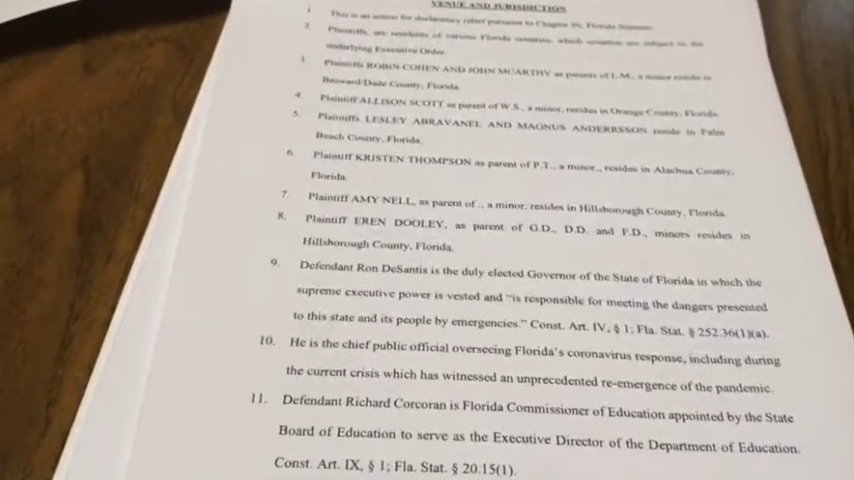 VENUE AND JURISDICTION
1. This is an action for declaratory relief pursuant to Chapter 86, Florida
2. Plaintiffs, are residents of various Florida counties, which counties are subject to the
underlying Executive Order.
3. Plaintiffs ROBIN COHEN AND JOHN MCARTHY as parents of L.M., a minor reside in
Broward/Dade County, Florida.
4. Plaintiff ALLISON SCOTT as parent of W.S., a minor, resides in Orange County, Florida.
5. Plaintiffs LESLEY ABRAVANEL AND MAGNUS ANDERRSSON reside in Palm
Beach County, Florida.
6. Plaintiff KRISTEN THOMPSON as parent of P.T., a minor., resides in Alachua County,
Florida.
7. Plaintiff AMY NELL, as parent of ., a minor, resides in Hillsborough County, Florida.
8. Plaintiff EREN DOOLEY, as parent of G.D., D.D. and F.D., minors resides in
Hillsborough County, Florida.
9. Defendant Ron DeSantis is the duly elected Governor of the State of Florida in which the
supreme executive power is vested and “is responsible for meeting the dangers presented
to this state and its people by emergencies.” Const. Art. IV, § 1; Fla. Stat. § 252.36(1)(a).
10. He is the chief public official overseeing Florida’s coronavirus response, including during
the current crisis which has witnessed an unprecedented re-emergence of the pandemic.
11. Defendant Richard Corcoran is Florida Commissioner of Education appointed by the State
Board of Education to serve as the Executive Director of the Department of Education.
Const. Art. IX, § 1; Fla. Stat. § 20.15(1).